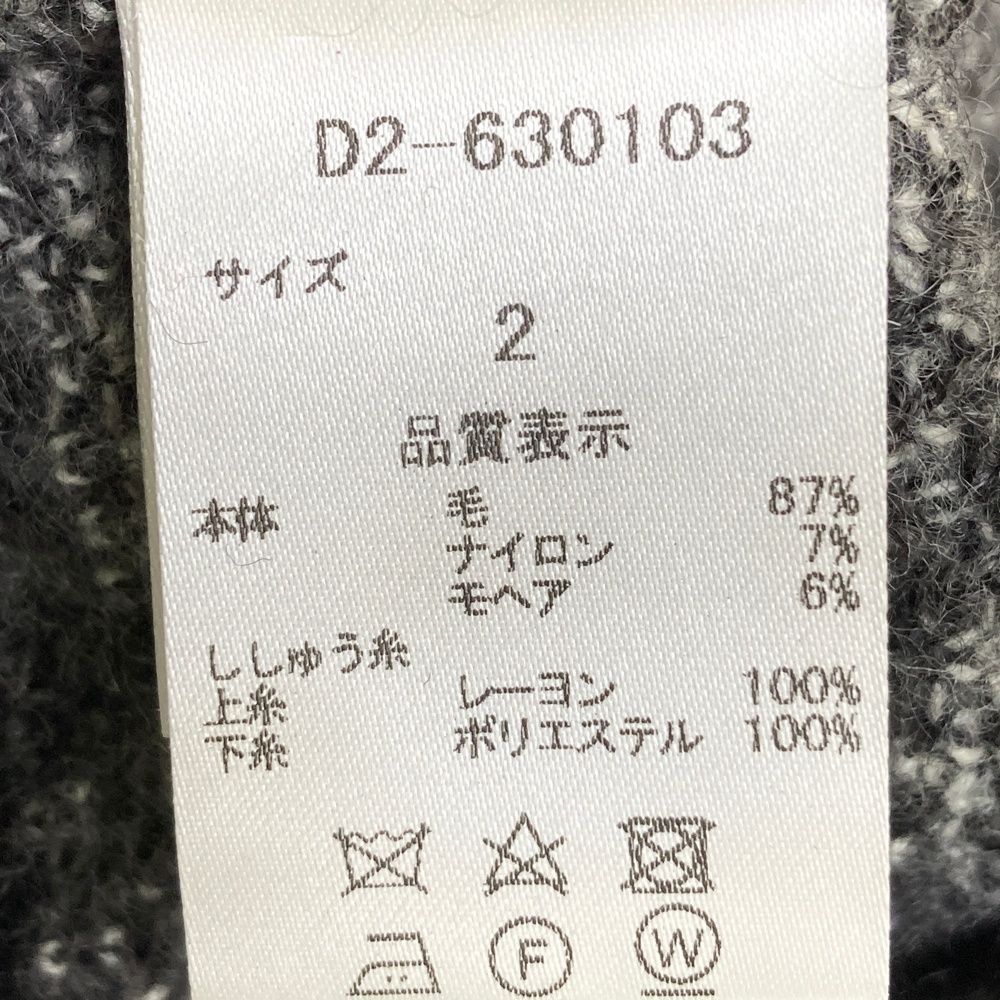 D2-630103
サイズ
2
品質表示
本体 毛 87%
ナイロン 7%
モヘア 6%
ししゅう糸
上糸 レーヨン 100%
下糸 ポリエステル 100%
F W